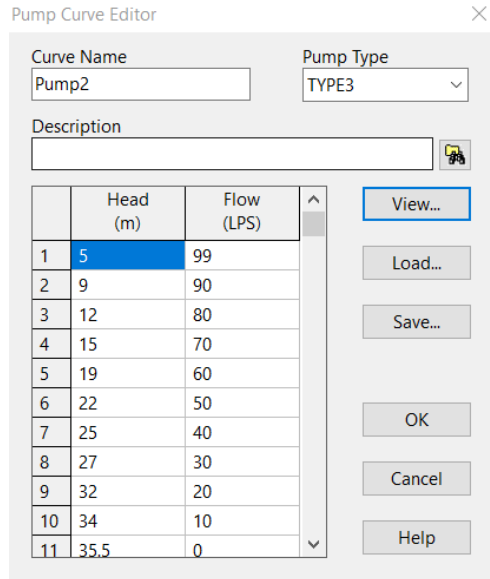 Pump Curve Editor
Curve Name Pump Type
Pump2 TYPE3
Description
Head Flow View...
(m) (LPS)
1 5 99
Load...
2 9 90
3 12 80
Save...
4 15 70
5 19 60
6 22 50
OK
7 25 40
8 27 30
Cancel
9 32 20
10 34 10
Help
11 35.5 0